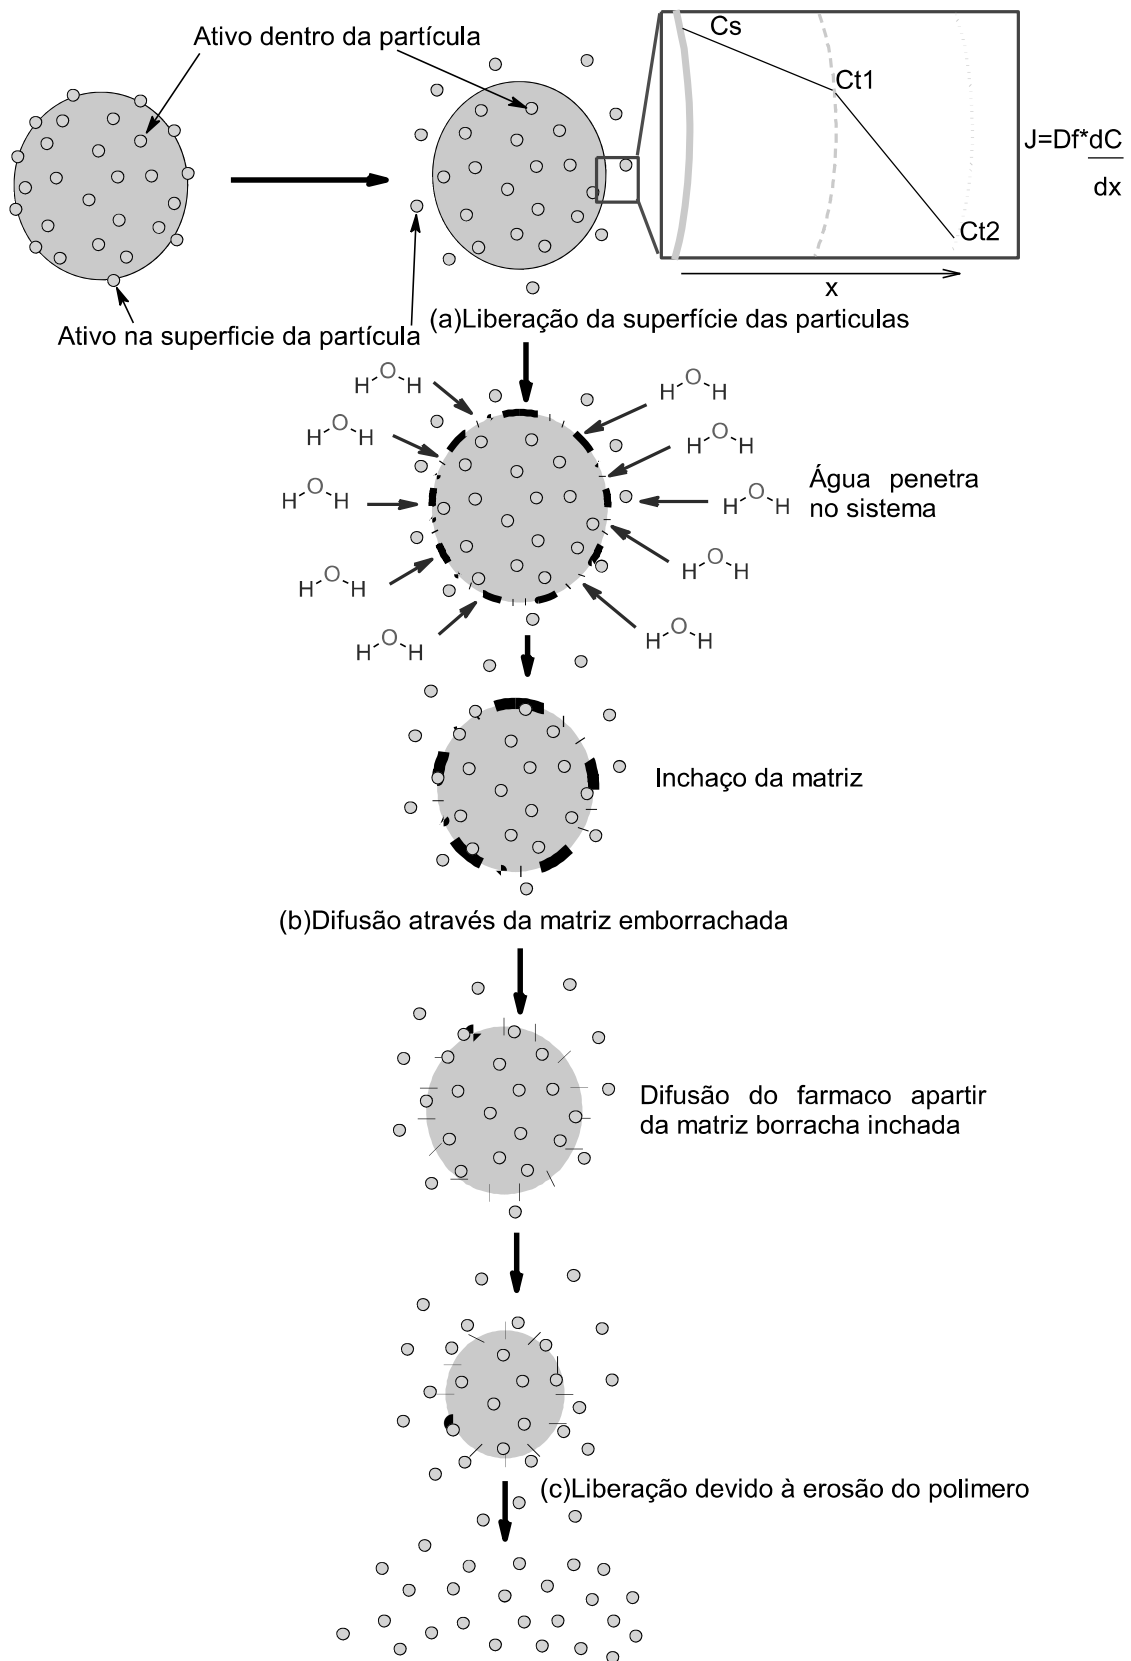 Ativo dentro da partícula
Cs
Ct1
J=Df*dC
dx
Ct2
x
Ativo na superficie da partícula
(a)Liberação da superfície das particulas
H O H
H O H
H O H
H O H
H O H
H O H
Água penetra
no sistema
H O H
H O H
H O H
H O H
Inchaço da matriz
(b)Difusão através da matriz emborrachada
Difusão do farmaco apartir
da matriz borracha inchada
(c)Liberação devido à erosão do polimero